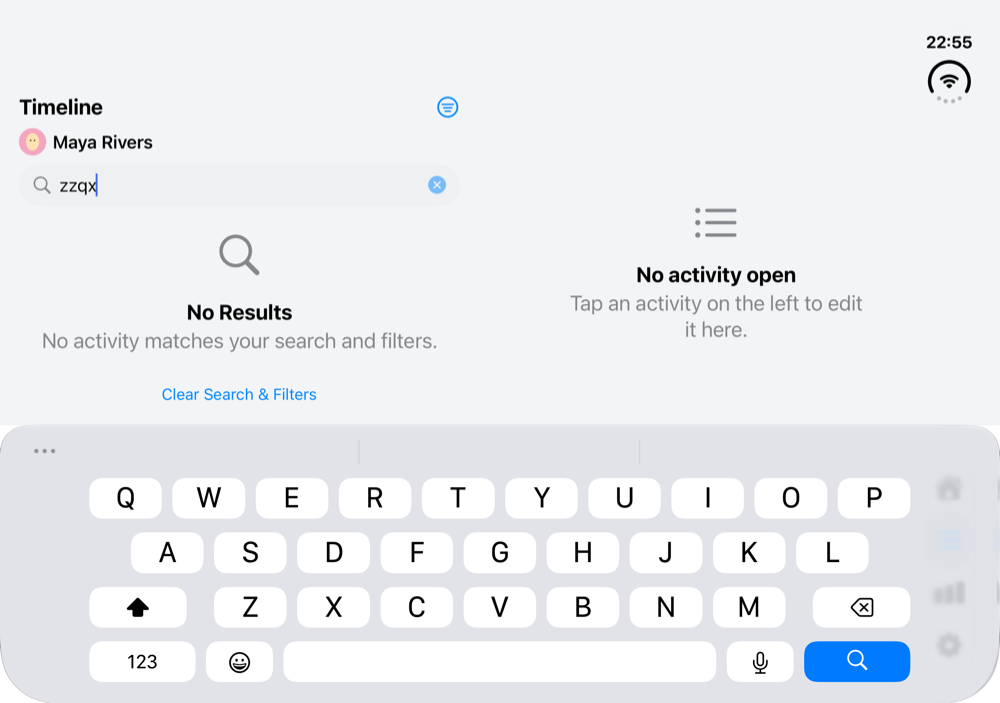 22:55
Timeline
Maya Rivers
zzqx
No Results
No activity matches your search and filters.
Clear Search & Filters
No activity open
Tap an activity on the left to edit
it here.
Q W E R T Y U I O P
A S D F G H J K L
Z X C V B N M
123